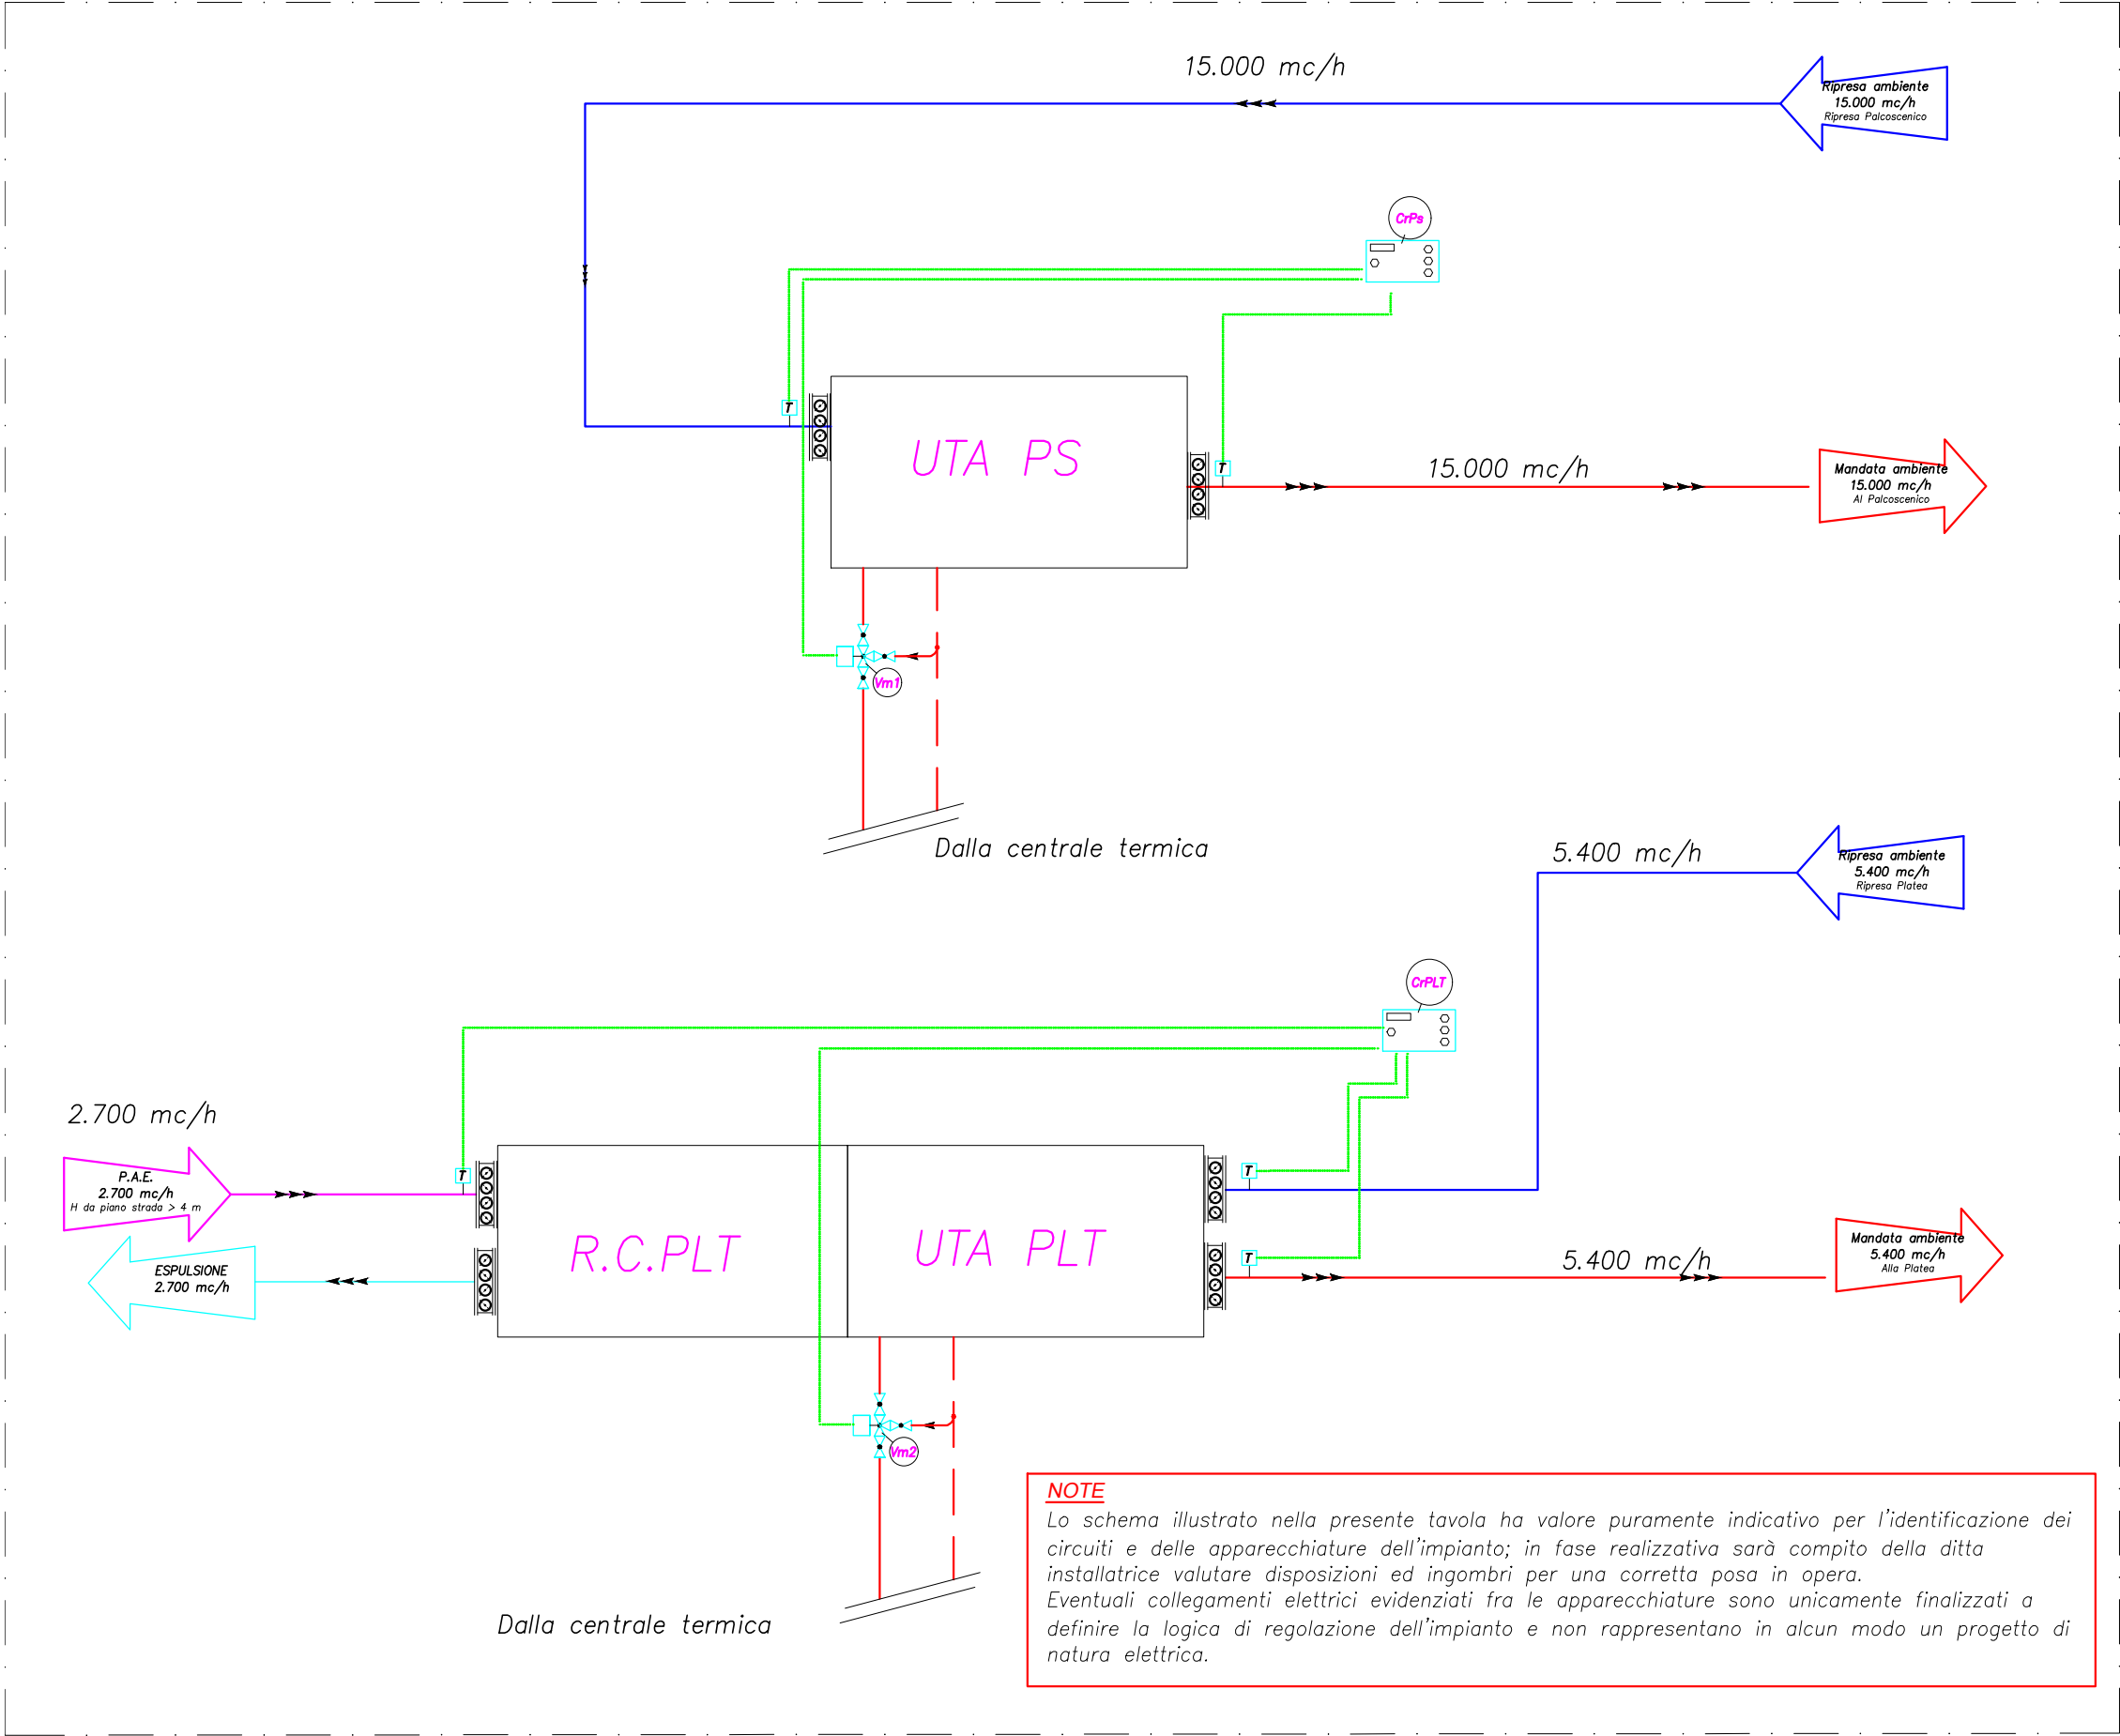 15.000 mc/h
Ripresa ambiente
15.000 mc/h
Ripresa Palcoscenico
CrPs
T
UTA PS
T
15.000 mc/h
Mandata ambiente
15.000 mc/h
Al Palcoscenico
Vm1
Dalla centrale termica
5.400 mc/h
Ripresa ambiente
5.400 mc/h
Ripresa Platea
CrPLT
2.700 mc/h
P.A.E.
2.700 mc/h
H da piano strada > 4 m
T
T
R.C.PLT
UTA PLT
T
5.400 mc/h
Mandata ambiente
5.400 mc/h
Alla Platea
ESPULSIONE
2.700 mc/h
Vm2
Dalla centrale termica
NOTE
Lo schema illustrato nella presente tavola ha valore puramente indicativo per l'identificazione dei
circuiti e delle apparecchiature dell'impianto; in fase realizzativa sarà compito della ditta
installatrice valutare disposizioni ed ingombri per una corretta posa in opera.
Eventuali collegamenti elettrici evidenziati fra le apparecchiature sono unicamente finalizzati a
definire la logica di regolazione dell'impianto e non rappresentano in alcun modo un progetto di
natura elettrica.